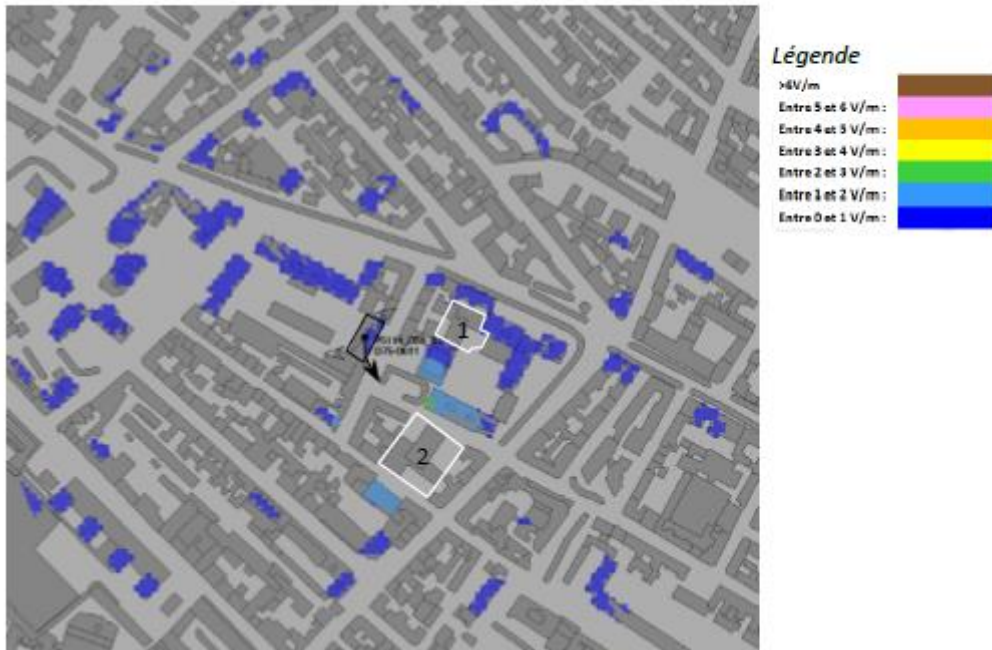 Légende
>6V/m
Entre 5 et 6 V/m :
Entre 4 et 5 V/m :
Entre 3 et 4 V/m :
Entre 2 et 3 V/m :
Entre 1 et 2 V/m :
Entre 0 et 1 V/m :
1
2